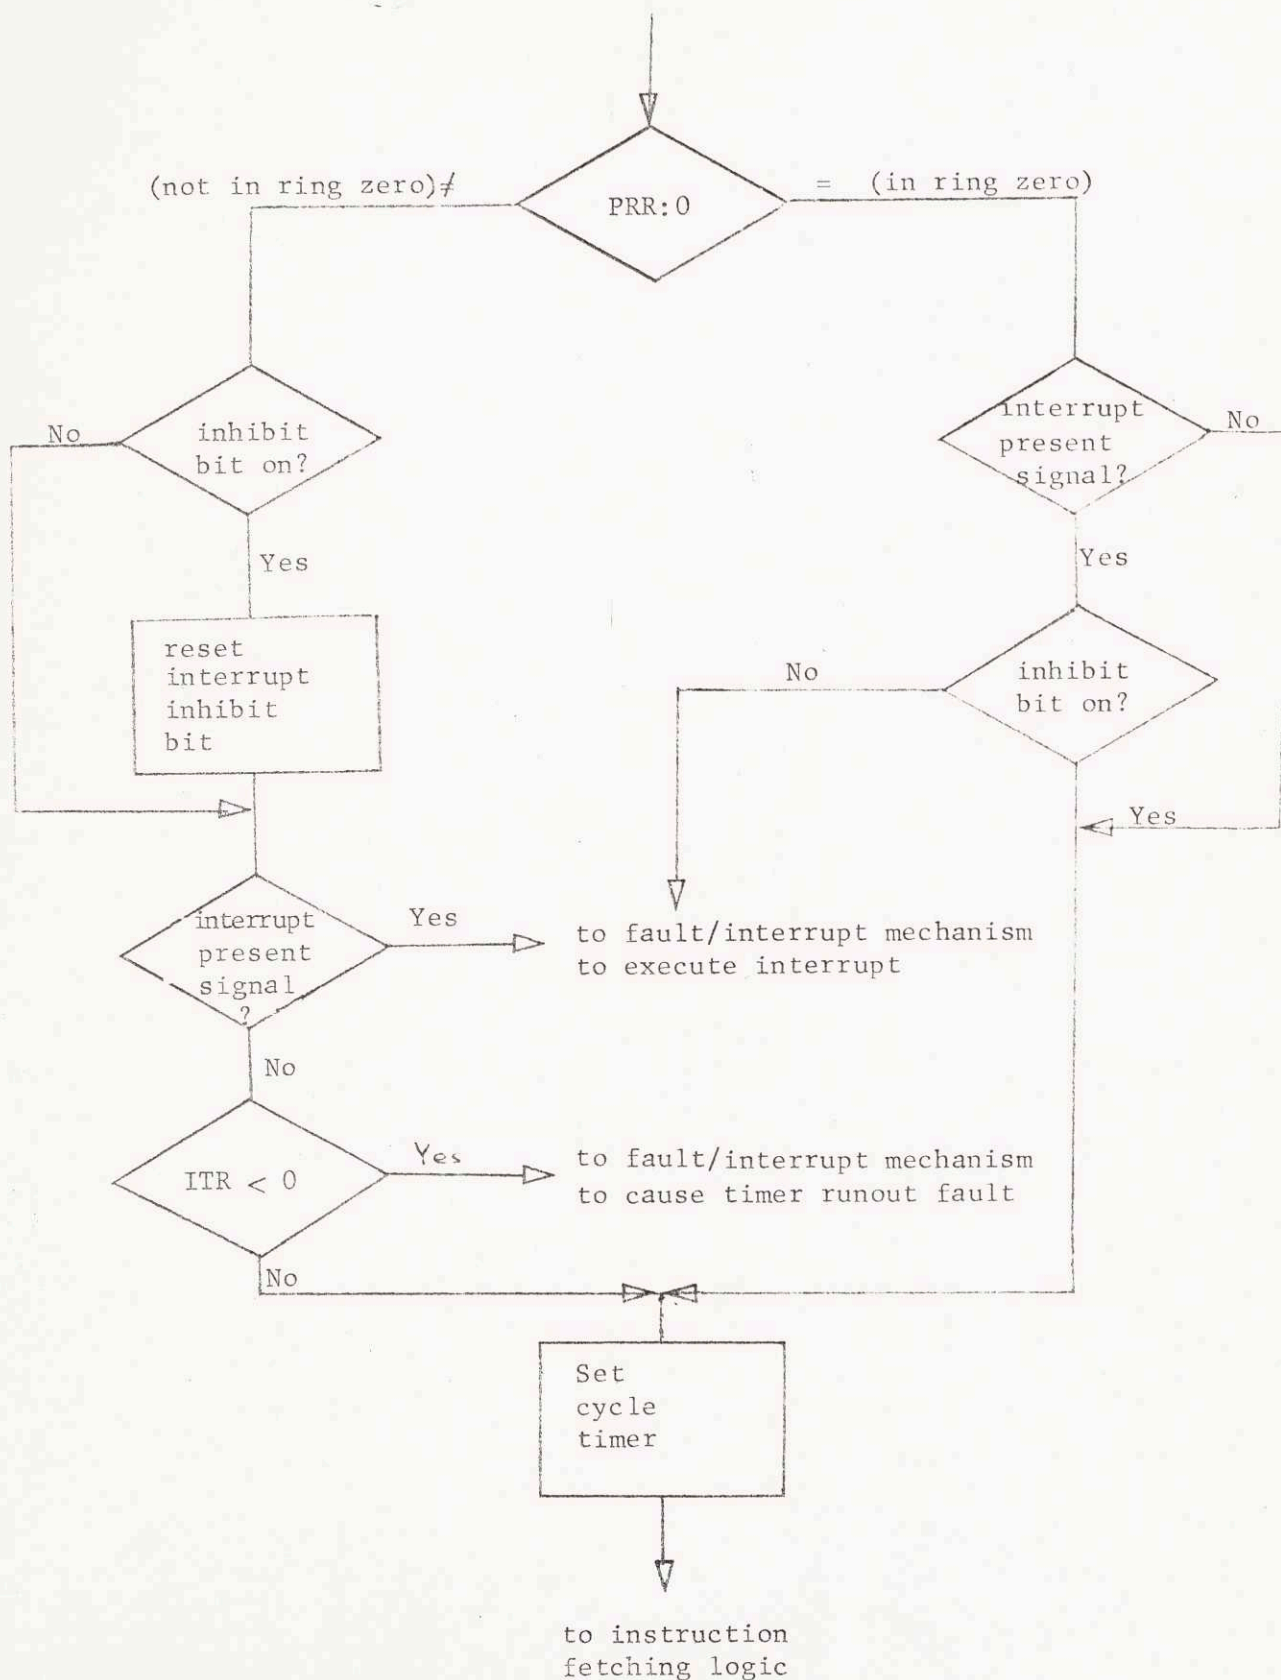 (not in ring zero)≠
= (in ring zero)
PRR:0
No
inhibit
bit on?
interrupt
present
signal?
No
Yes
Yes
reset
interrupt
inhibit
bit
No
inhibit
bit on?
Yes
interrupt
present
signal
?
Yes
to fault/interrupt mechanism
to execute interrupt
No
ITR < 0
Yes
to fault/interrupt mechanism
to cause timer runout fault
No
Set
cycle
timer
to instruction
fetching logic